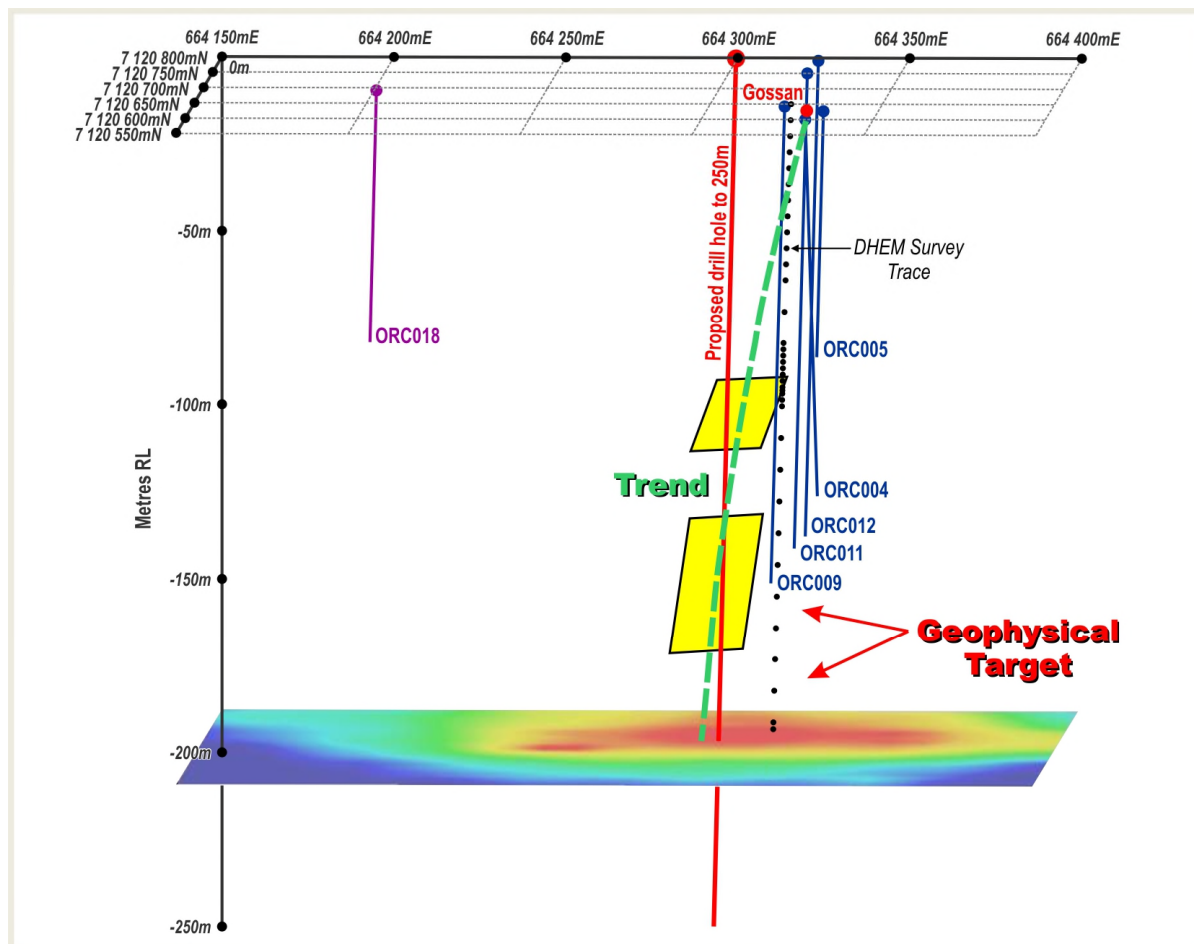 664 150mE
664 200mE
664 250mE
664 300mE
664 350mE
664 400mE
7 120 800mN
7 120 750mN
7 120 700mN
7 120 650mN
7 120 600mN
7 120 550mN
0m
Gossan
Proposed drill hole to 250m
-50m
DHEM Survey
Trace
ORC018
ORC005
-100m
Metres RL
Trend
ORC004
ORC012
ORC011
-150m
ORC009
Geophysical
Target
-200m
-250m